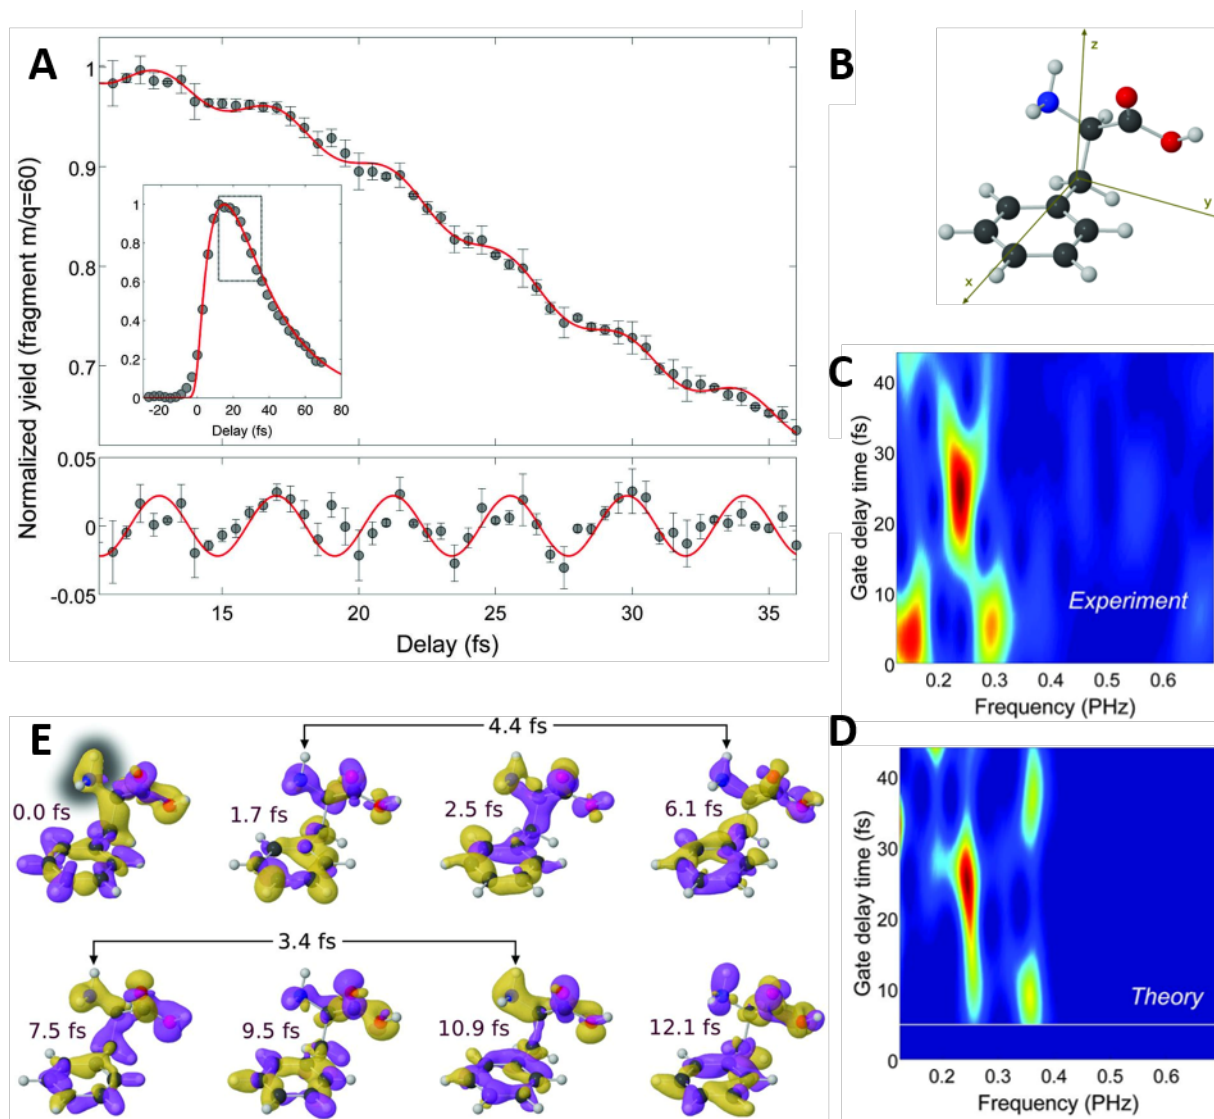 A
Normalized yield (fragment m/q=60)
1
0.9
0.8
0.7
1
0.8
0.6
0.4
0.2
0
-20 0 20 40 60 80
Delay (fs)
0.05
0
-0.05
15 20 25 30 35
Delay (fs)
B
z
y
x
C
Gate delay time (fs)
40
30
20
10
0
Experiment
0.2 0.3 0.4 0.5 0.6
Frequency (PHz)
D
Gate delay time (fs)
40
30
20
10
0
Theory
0.2 0.3 0.4 0.5 0.6
Frequency (PHz)
E
4.4 fs
0.0 fs
1.7 fs
2.5 fs
6.1 fs
3.4 fs
7.5 fs
9.5 fs
10.9 fs
12.1 fs